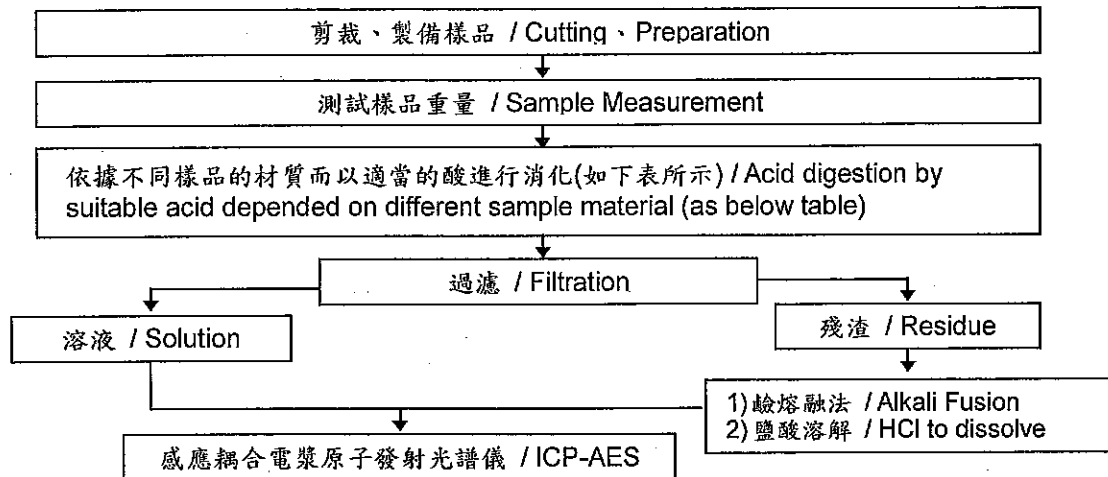 剪裁、製備樣品 / Cutting、Preparation
測試樣品重量 / Sample Measurement
依據不同樣品的材質而以適當的酸進行消化(如下表所示) / Acid digestion by
suitable acid depended on different sample material (as below table)
過濾 / Filtration
溶液 / Solution
殘渣 / Residue
1) 鹼熔融法 / Alkali Fusion
2) 鹽酸溶解 / HCl to dissolve
感應耦合電漿原子發射光譜儀 / ICP-AES